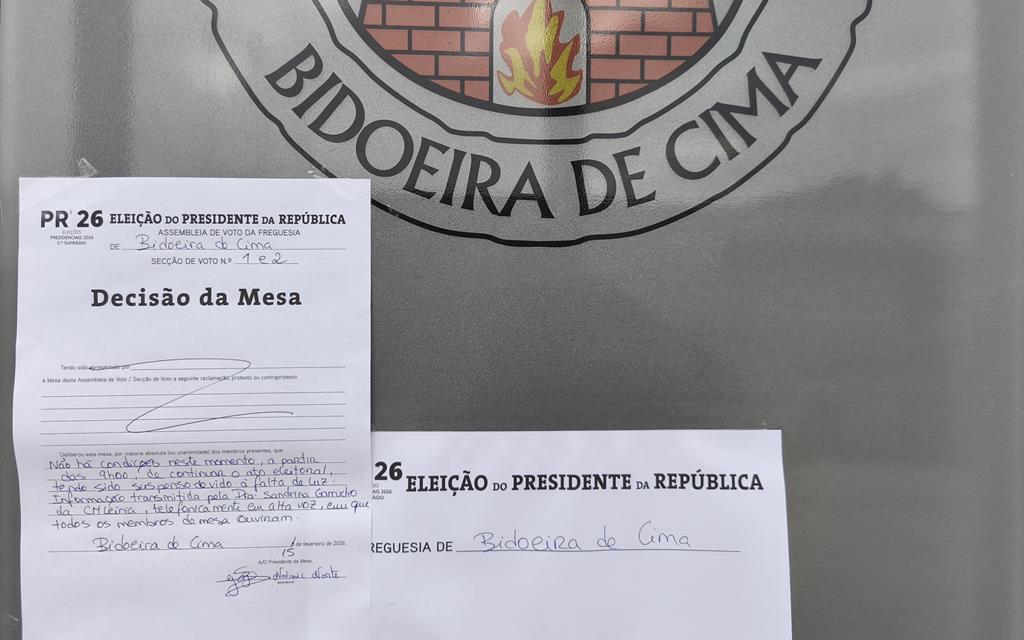 BIDOEIRA DE CIMA
PR'26 ELEIÇÃO DO PRESIDENTE DA REPÚBLICA
ELEIÇÕES
PRESIDENCIAIS 2026
2.º SUFRÁGIO
ASSEMBLEIA DE VOTO DA FREGUESIA
DE Bidoeira de Cima
SECÇÃO DE VOTO N.º 1 e 2
Decisão da Mesa
Tendo sido apresentado por
à Mesa desta Assembleia de Voto / Secção de Voto a seguinte reclamação, protesto ou contraprotesto
Deliberou esta mesa, por maioria absoluta (ou unanimidade) dos membros presentes, que:
Não há condições neste momento, a partir
das 9h00, de continuar o ato eleitoral,
tendo sido suspenso devido à falta de luz.
Informação transmitida pela Dra. Sandrina
da CMLeiria, telefonicamente em alta voz, em que
todos os membros da mesa ouviram.
Bidoeira de Cima
15 de fevereiro de 2026.
A/O Presidente da Mesa,
26 ELEIÇÃO DO PRESIDENTE DA REPÚBLICA
REGUESIA DE Bidoeira de Cima